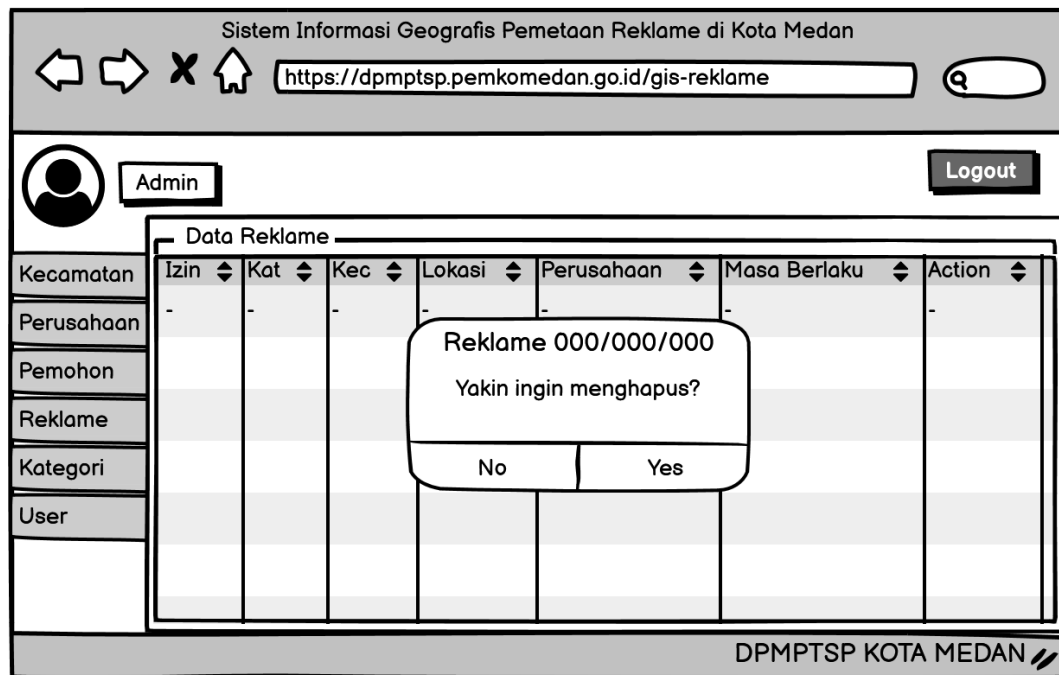 Sistem Informasi Geografis Pemetaan Reklame di Kota Medan
https://dpmptsp.pemkomedan.go.id/gis-reklame
Admin
Logout
Data Reklame
Kecamatan
Perusahaan
Pemohon
Reklame
Kategori
User
Izin Kat Kec Lokasi Perusahaan Masa Berlaku Action
- - - - - - -
Reklame 000/000/000
Yakin ingin menghapus?
No Yes
DPMPTSP KOTA MEDAN